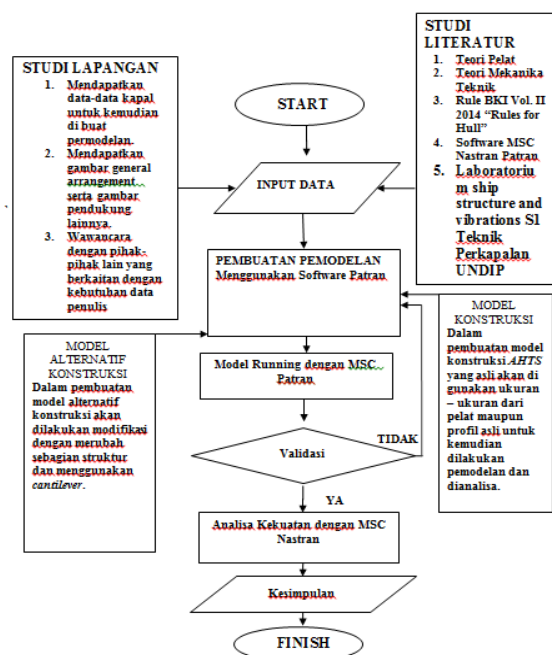 STUDI LAPANGAN
1. Mendapatkan
data-data kapal
untuk kemudian
di buat
permodelan.
2. Mendapatkan
gambar general
arrangement
serta gambar
pendukung
lainnya.
3. Wawancara
dengan pihak-
pihak lain yang
berkaitan dengan
kebutuhan data
penulis
STUDI
LITERATUR
1. Teori Pelat
2. Teori Mekanika
Teknik
3. Rule BKI Vol. II
2014 “Rules for
Hull”
4. Software MSC
Nastran Patran
5. Laboratoriu
m ship
structure and
vibrations S1
Teknik
Perkapalan
UNDIP
START
INPUT DATA
PEMBUATAN PEMODELAN
Menggunakan Software Patran
MODEL
ALTERNATIF
KONSTRUKSI
Dalam pembuatan
model alternatif
konstruksi akan
dilakukan modifikasi
dengan merubah
sebagian struktur
dan menggunakan
cantilever.
MODEL
KONSTRUKSI
Dalam
pembuatan model
konstruksi AHTS
yang asli akan di
gunakan ukuran
– ukuran dari
pelat maupun
profil asli untuk
kemudian
dilakukan
pemodelan dan
dianalisa.
Model Running dengan MSC
Patran
Validasi
TIDAK
YA
Analisa Kekuatan dengan MSC
Nastran
Kesimpulan
FINISH